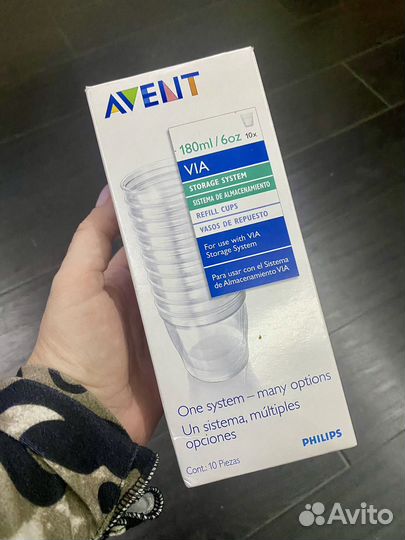 AVENT
180ml/6oz 10x
VIA
STORAGE SYSTEM
SISTEMA DE ALMACENAMIENTO
REFILL CUPS
VASOS DE REPUESTO
For use with VIA
Storage System
Para usar con el Sistema
de Almacenamiento VIA
One system – many options
Un sistema, múltiples
opciones
Cont.: 10 Piezas
PHILIPS
Avito